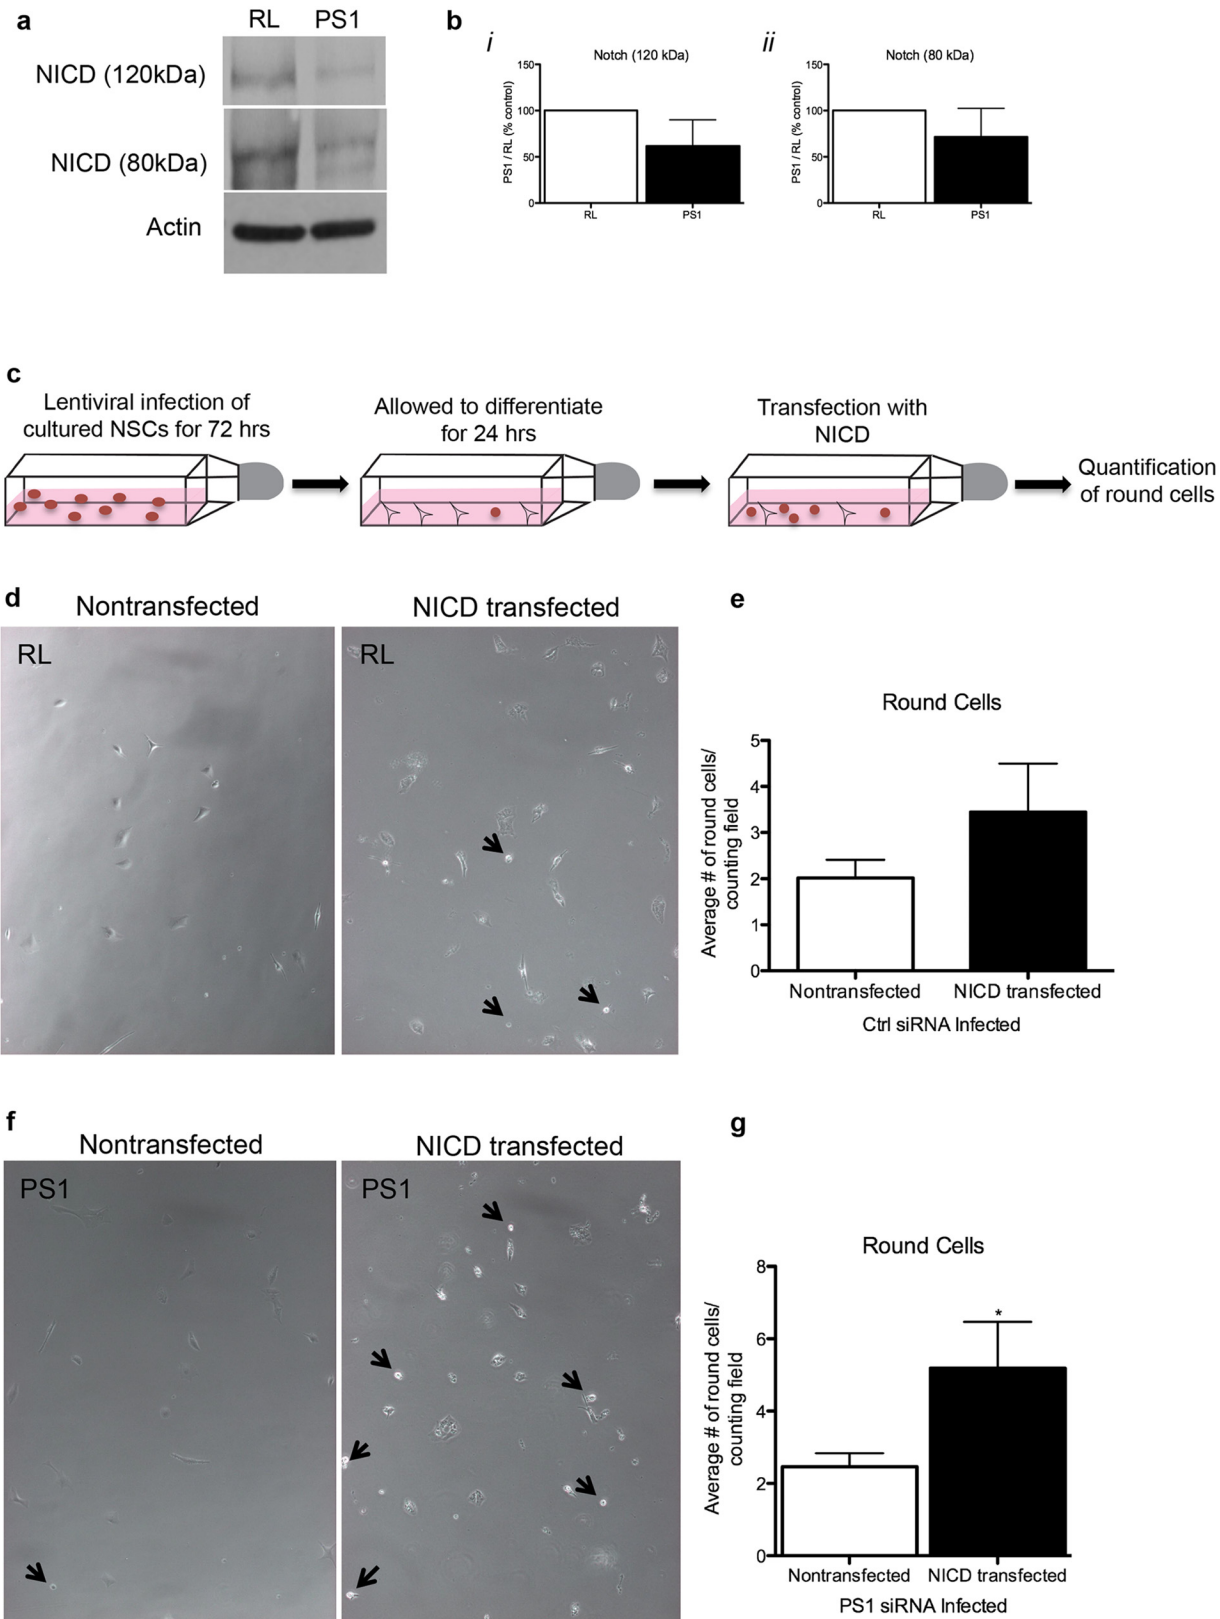 a
RL PS1
NICD (120kDa)
NICD (80kDa)
Actin
b
i
Notch (120 kDa)
PS1 / RL (% control)
150
100
50
0
RL PS1
ii
Notch (80 kDa)
PS1 / RL (% control)
150
100
50
0
RL PS1
c
Lentiviral infection of
cultured NSCs for 72 hrs
Allowed to differentiate
for 24 hrs
Transfection with
NICD
Quantification
of round cells
d
Nontransfected
NICD transfected
RL
RL
e
Round Cells
Average # of round cells/
counting field
5
4
3
2
1
0
Nontransfected NICD transfected
Ctrl siRNA Infected
f
Nontransfected
NICD transfected
PS1
PS1
g
Round Cells
Average # of round cells/
counting field
8
6
4
2
0
*
Nontransfected NICD transfected
PS1 siRNA Infected